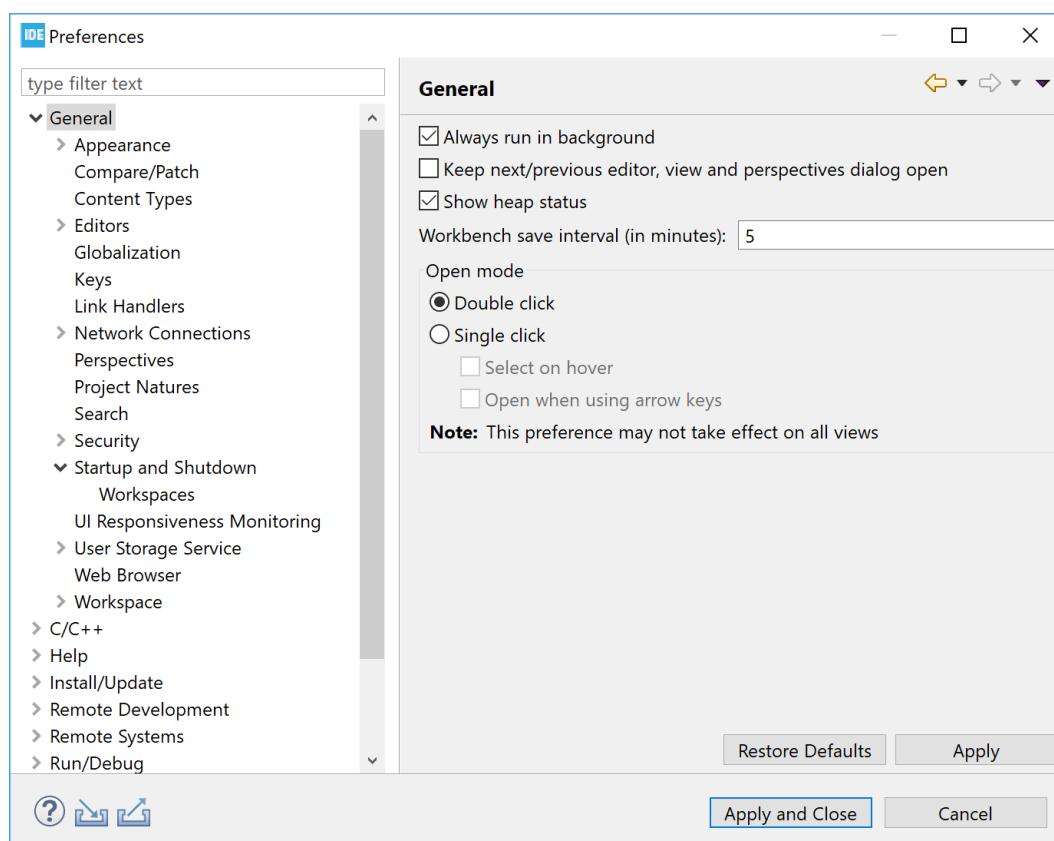 IDE Preferences
type filter text
General
Appearance
Compare/Patch
Content Types
Editors
Globalization
Keys
Link Handlers
Network Connections
Perspectives
Project Natures
Search
Security
Startup and Shutdown
Workspaces
UI Responsiveness Monitoring
User Storage Service
Web Browser
Workspace
C/C++
Help
Install/Update
Remote Development
Remote Systems
Run/Debug
General
Always run in background
Keep next/previous editor, view and perspectives dialog open
Show heap status
Workbench save interval (in minutes): 5
Open mode
Double click
Single click
Select on hover
Open when using arrow keys
Note: This preference may not take effect on all views
Restore Defaults Apply
? Apply and Close Cancel